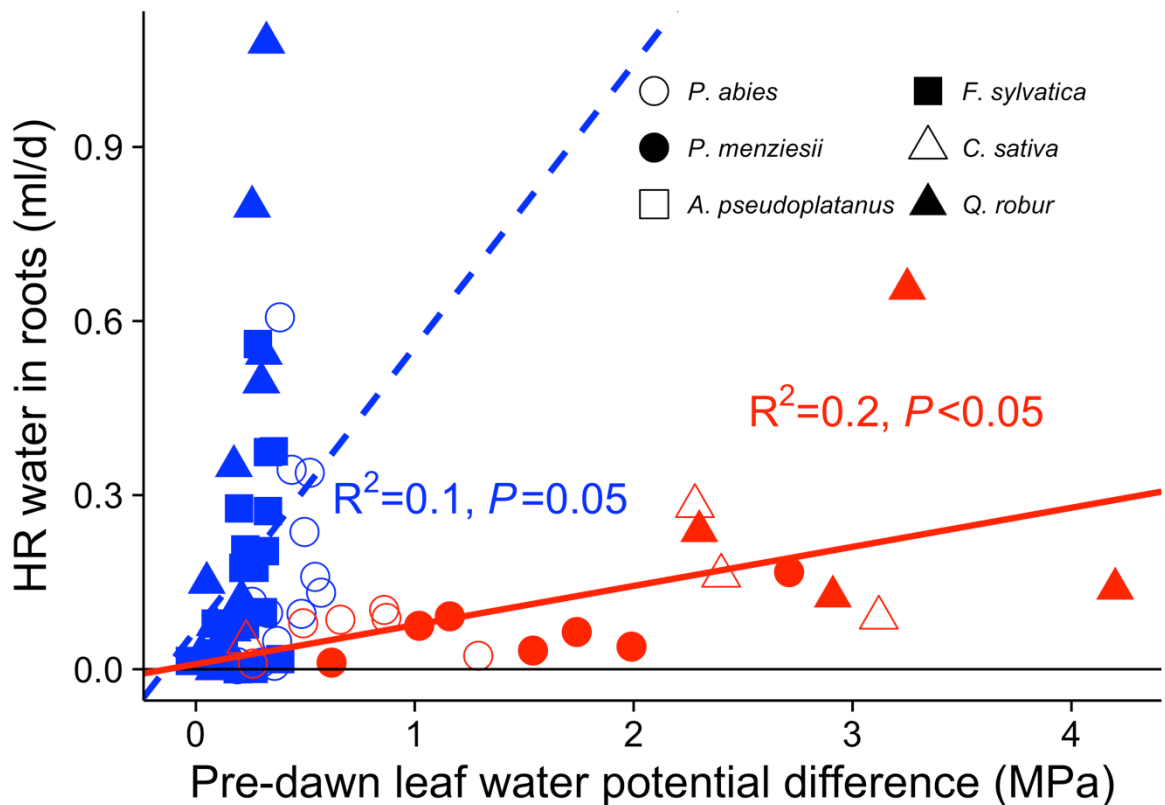 HR water in roots (ml/d)
0.9
0.6
0.3
0.0
P. abies
F. sylvatica
P. menziesii
C. sativa
A. pseudoplatanus
Q. robur
R²=0.2, P<0.05
R²=0.1, P=0.05
0
1
2
3
4
Pre-dawn leaf water potential difference (MPa)